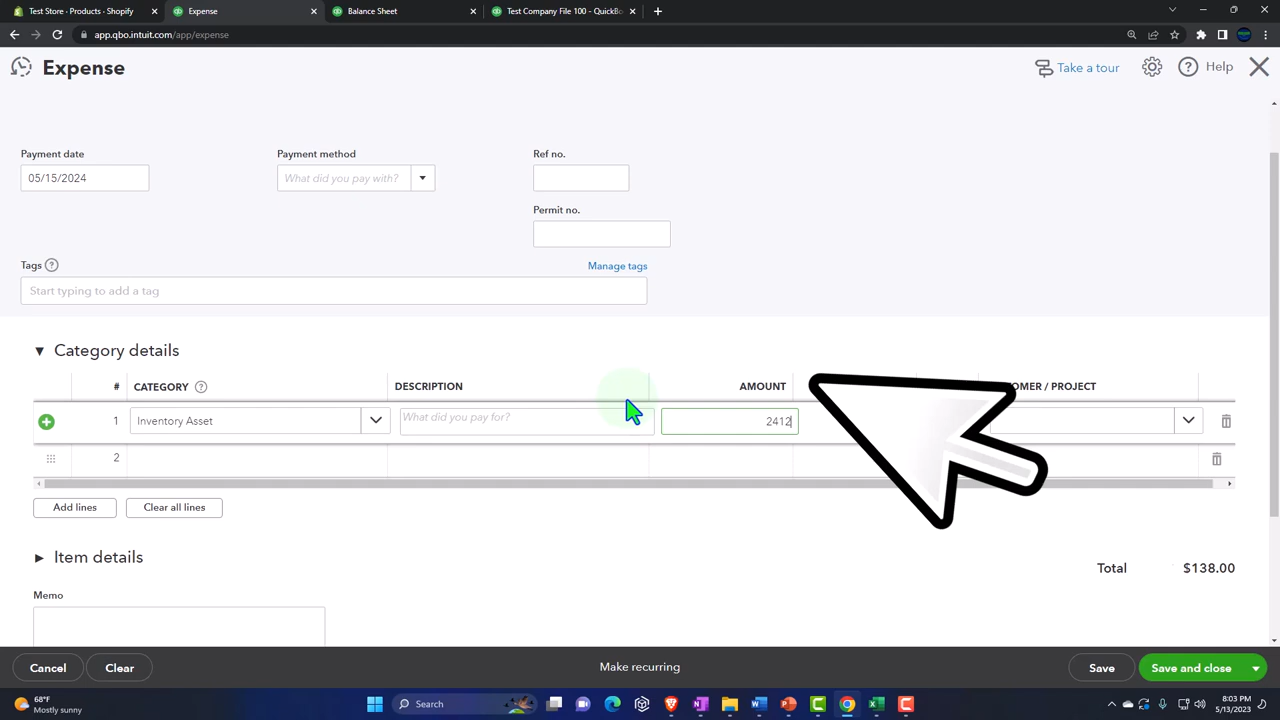 Test Store - Products - Shopify
Expense
Balance Sheet
Test Company File 100 - QuickBo
app.qbo.intuit.com/app/expense
Expense
Take a tour
Help
Payment date
Payment method
Ref no.
05/15/2024
What did you pay with?
Permit no.
Tags
Manage tags
Start typing to add a tag
Category details
# CATEGORY DESCRIPTION AMOUNT OMER / PROJECT
1 Inventory Asset What did you pay for? 2412
2
Add lines
Clear all lines
Item details
Total $138.00
Memo
Cancel
Clear
Make recurring
Save
Save and close
68°F
Mostly sunny
Search
8:03 PM
5/13/2023